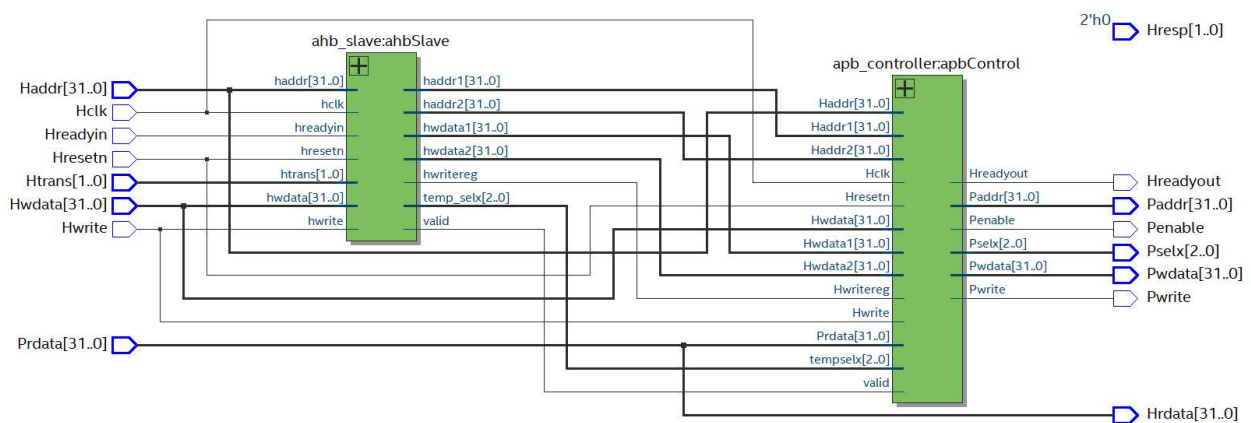 2'h0
Hresp[1..0]
ahb_slave:ahbSlave
apb_controller:apbControl
Haddr[31..0]
Hclk
Hreadyin
Hresetn
Htrans[1..0]
Hwdata[31..0]
Hwrite
Prdata[31..0]
haddr[31..0]
hclk
hreadyin
hresetn
htrans[1..0]
hwdata[31..0]
hwrite
haddr1[31..0]
haddr2[31..0]
hwdata1[31..0]
hwdata2[31..0]
hwritereg
temp_selx[2..0]
valid
Haddr[31..0]
Haddr1[31..0]
Haddr2[31..0]
Hclk
Hresetn
Hwdata[31..0]
Hwdata1[31..0]
Hwdata2[31..0]
Hwritereg
Hwrite
Prdata[31..0]
tempselx[2..0]
valid
Hreadyout
Paddr[31..0]
Penable
Pselx[2..0]
Pwdata[31..0]
Pwrite
Hreadyout
Paddr[31..0]
Penable
Pselx[2..0]
Pwdata[31..0]
Pwrite
Hrdata[31..0]